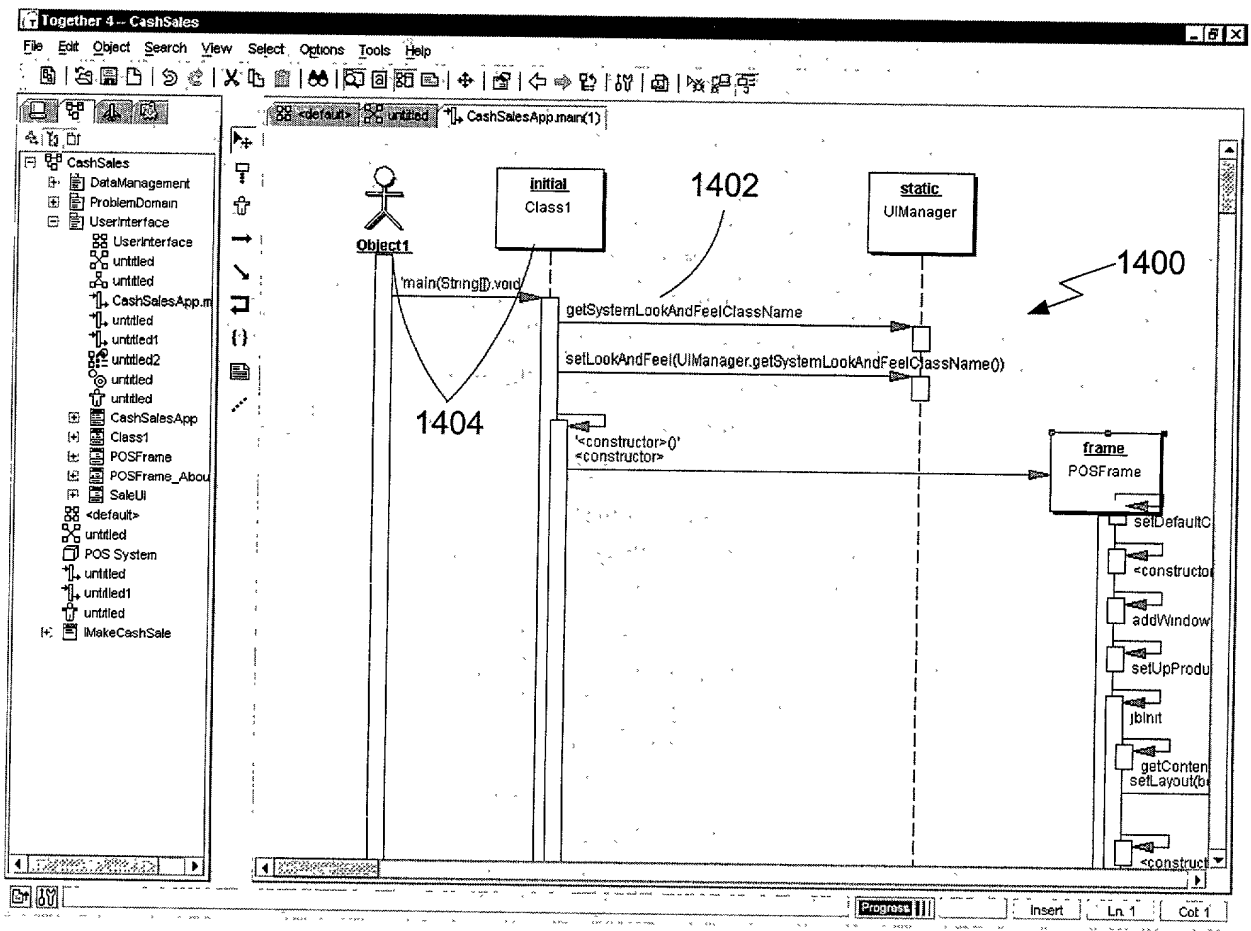 Together 4 -- CashSales
File Edit Object Search View Select Options Tools Help
<default> untitled CashSalesApp.main(1)
CashSales
DataManagement
ProblemDomain
UserInterface
UserInterface
untitled
untitled
CashSalesApp.m
untitled
untitled1
untitled2
untitled
untitled
CashSalesApp
Class1
POSFrame
POSFrame_Abou
SaleUI
<default>
untitled
POS System
untitled
untitled1
untitled
IMakeCashSale
Object1
initial
Class1
1402
static
UIManager
1400
'main(String[]).void
getSystemLookAndFeelClassName
setLookAndFeel(UIManager.getSystemLookAndFeelClassName())
1404
'<constructor>()'
<constructor>
frame
POSFrame
setDefaultC
<constructor
addWindow
setUpProdu
jbInit
getConten
setLayout(b
<construct
Progress
Insert
Ln. 1
Col: 1